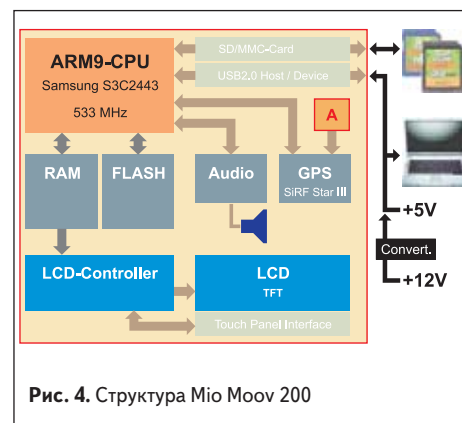 ARM9-CPU
Samsung S3C2443
533 MHz
SD/MMC-Card
USB2.0 Host / Device
A
RAM
FLASH
Audio
GPS
SiRF Star III
+5V
Convert.
+12V
LCD-Controller
LCD
TFT
Touch Panel Interface
Рис. 4. Структура Mio Moov 200